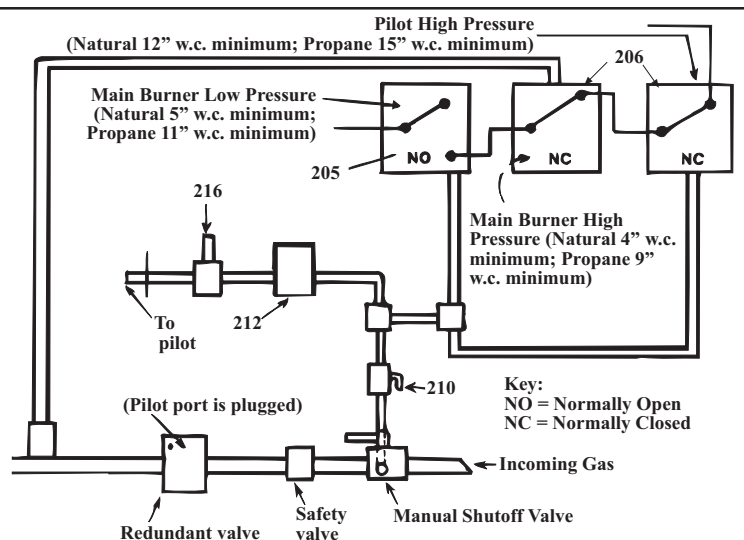 Pilot High Pressure
(Natural 12” w.c. minimum; Propane 15” w.c. minimum)
206
Main Burner Low Pressure
(Natural 5” w.c. minimum;
Propane 11” w.c. minimum)
205
NO
NC
NC
Main Burner High
Pressure (Natural 4” w.c.
minimum; Propane 9”
w.c. minimum)
216
212
To
pilot
210
Key:
NO = Normally Open
NC = Normally Closed
(Pilot port is plugged)
Incoming Gas
Redundant valve
Safety
valve
Manual Shutoff Valve